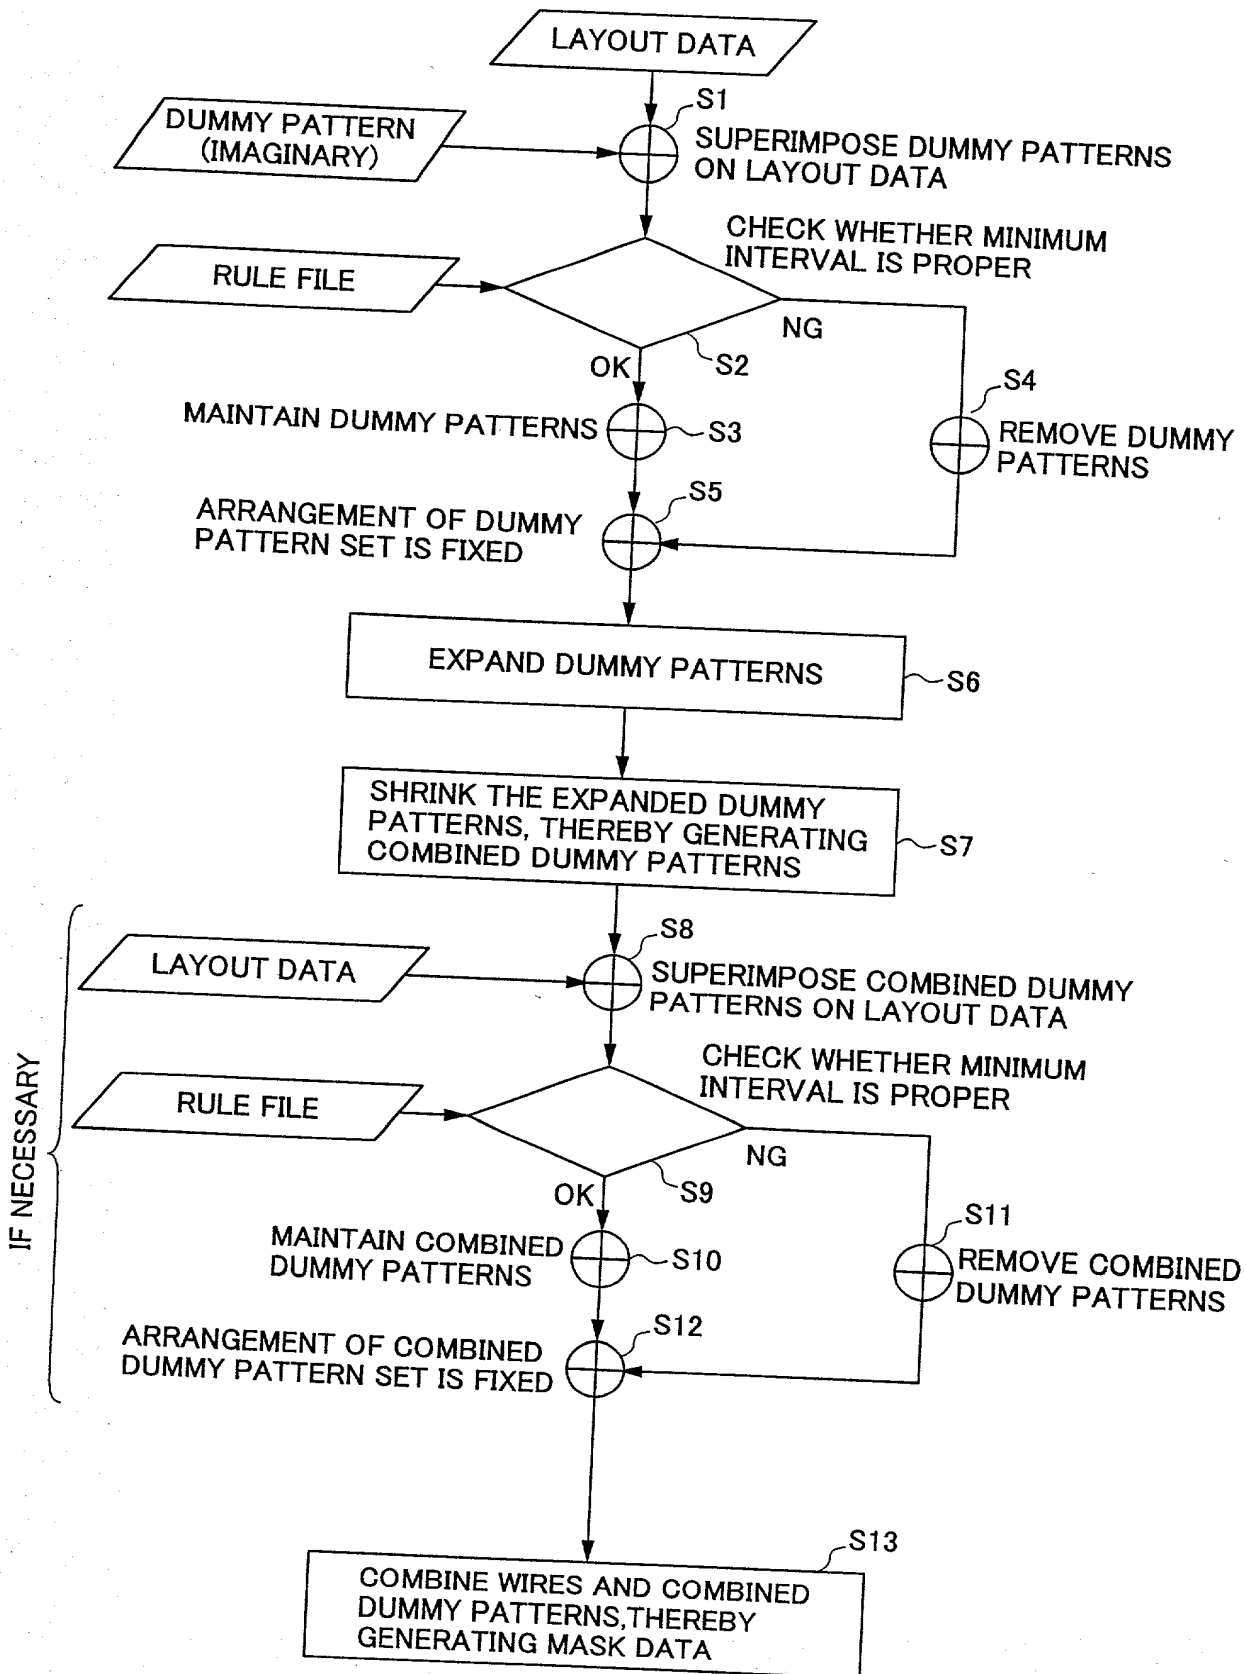 LAYOUT DATA
S1
DUMMY PATTERN
(IMAGINARY)
SUPERIMPOSE DUMMY PATTERNS
ON LAYOUT DATA
CHECK WHETHER MINIMUM
INTERVAL IS PROPER
RULE FILE
NG
S2
OK
S4
MAINTAIN DUMMY PATTERNS
S3
REMOVE DUMMY
PATTERNS
S5
ARRANGEMENT OF DUMMY
PATTERN SET IS FIXED
EXPAND DUMMY PATTERNS
S6
SHRINK THE EXPANDED DUMMY
PATTERNS, THEREBY GENERATING
COMBINED DUMMY PATTERNS
S7
IF NECESSARY
S8
LAYOUT DATA
SUPERIMPOSE COMBINED DUMMY
PATTERNS ON LAYOUT DATA
CHECK WHETHER MINIMUM
INTERVAL IS PROPER
RULE FILE
NG
S9
OK
S11
MAINTAIN COMBINED
DUMMY PATTERNS
S10
REMOVE COMBINED
DUMMY PATTERNS
S12
ARRANGEMENT OF COMBINED
DUMMY PATTERN SET IS FIXED
S13
COMBINE WIRES AND COMBINED
DUMMY PATTERNS,THEREBY
GENERATING MASK DATA